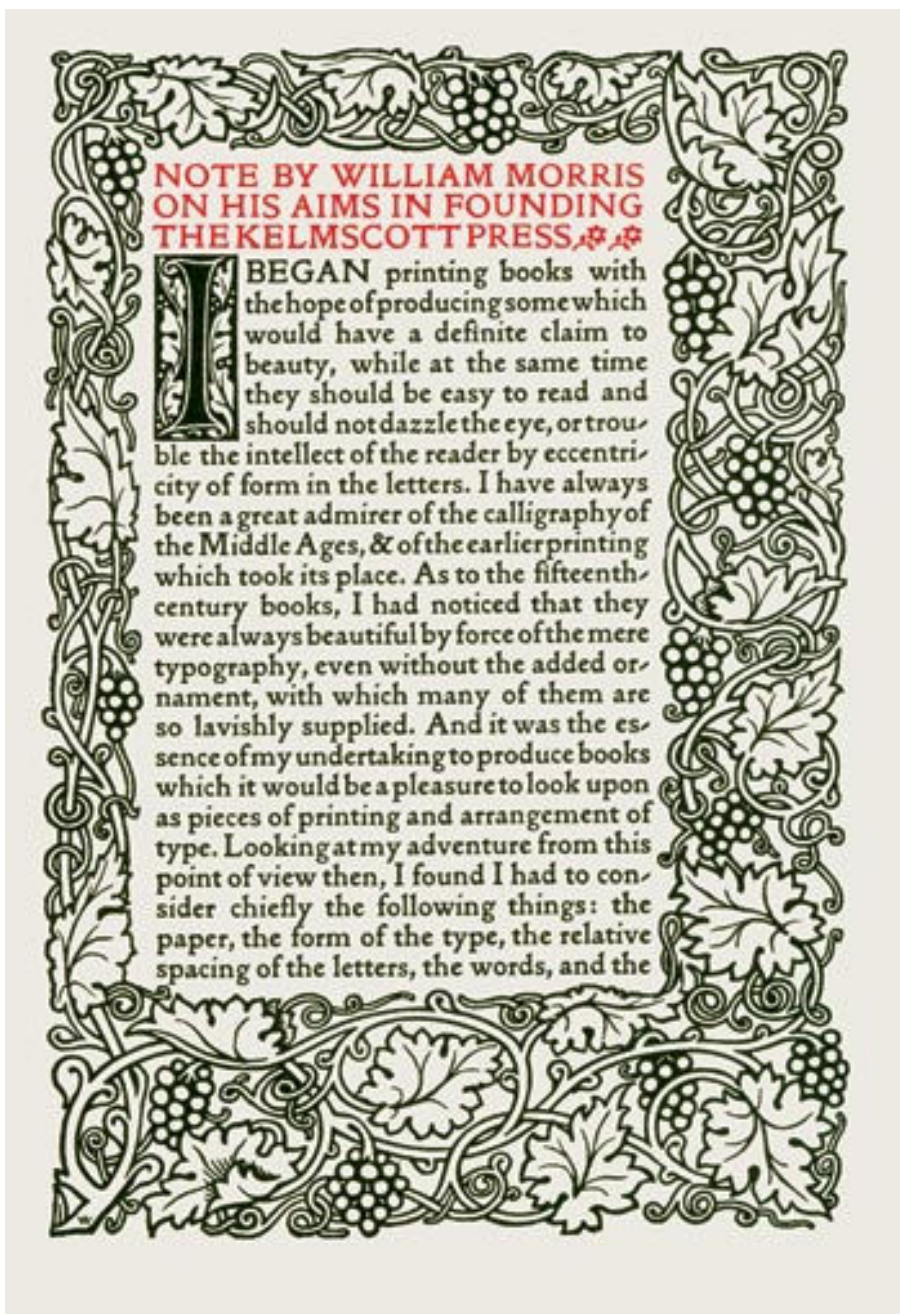 NOTE BY WILLIAM MORRIS
ON HIS AIMS IN FOUNDING
THE KELMSCOTT PRESS
I BEGAN printing books with
the hope of producing some which
would have a definite claim to
beauty, while at the same time
they should be easy to read and
should not dazzle the eye, or trou-
ble the intellect of the reader by eccentri-
city of form in the letters. I have always
been a great admirer of the calligraphy of
the Middle Ages, & of the earlier printing
which took its place. As to the fifteenth-
century books, I had noticed that they
were always beautiful by force of the mere
typography, even without the added or-
nament, with which many of them are
so lavishly supplied. And it was the es-
sence of my undertaking to produce books
which it would be a pleasure to look upon
as pieces of printing and arrangement of
type. Looking at my adventure from this
point of view then, I found I had to con-
sider chiefly the following things: the
paper, the form of the type, the relative
spacing of the letters, the words, and the